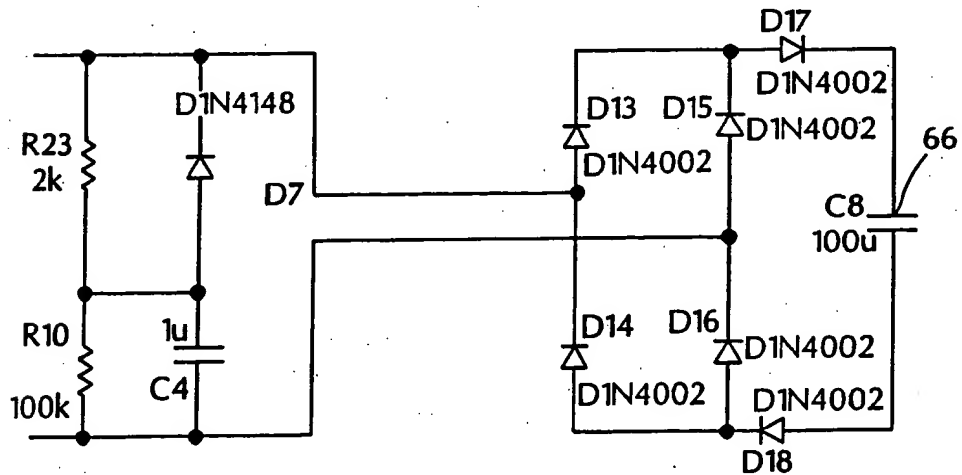 D17
D1N4002
D1N4148
D13
D15
D1N4002
D1N4002
66
R23
2k
D7
C8
100u
R10
1u
D14
D16
D1N4002
C4
100k
D1N4002
D1N4002
D18